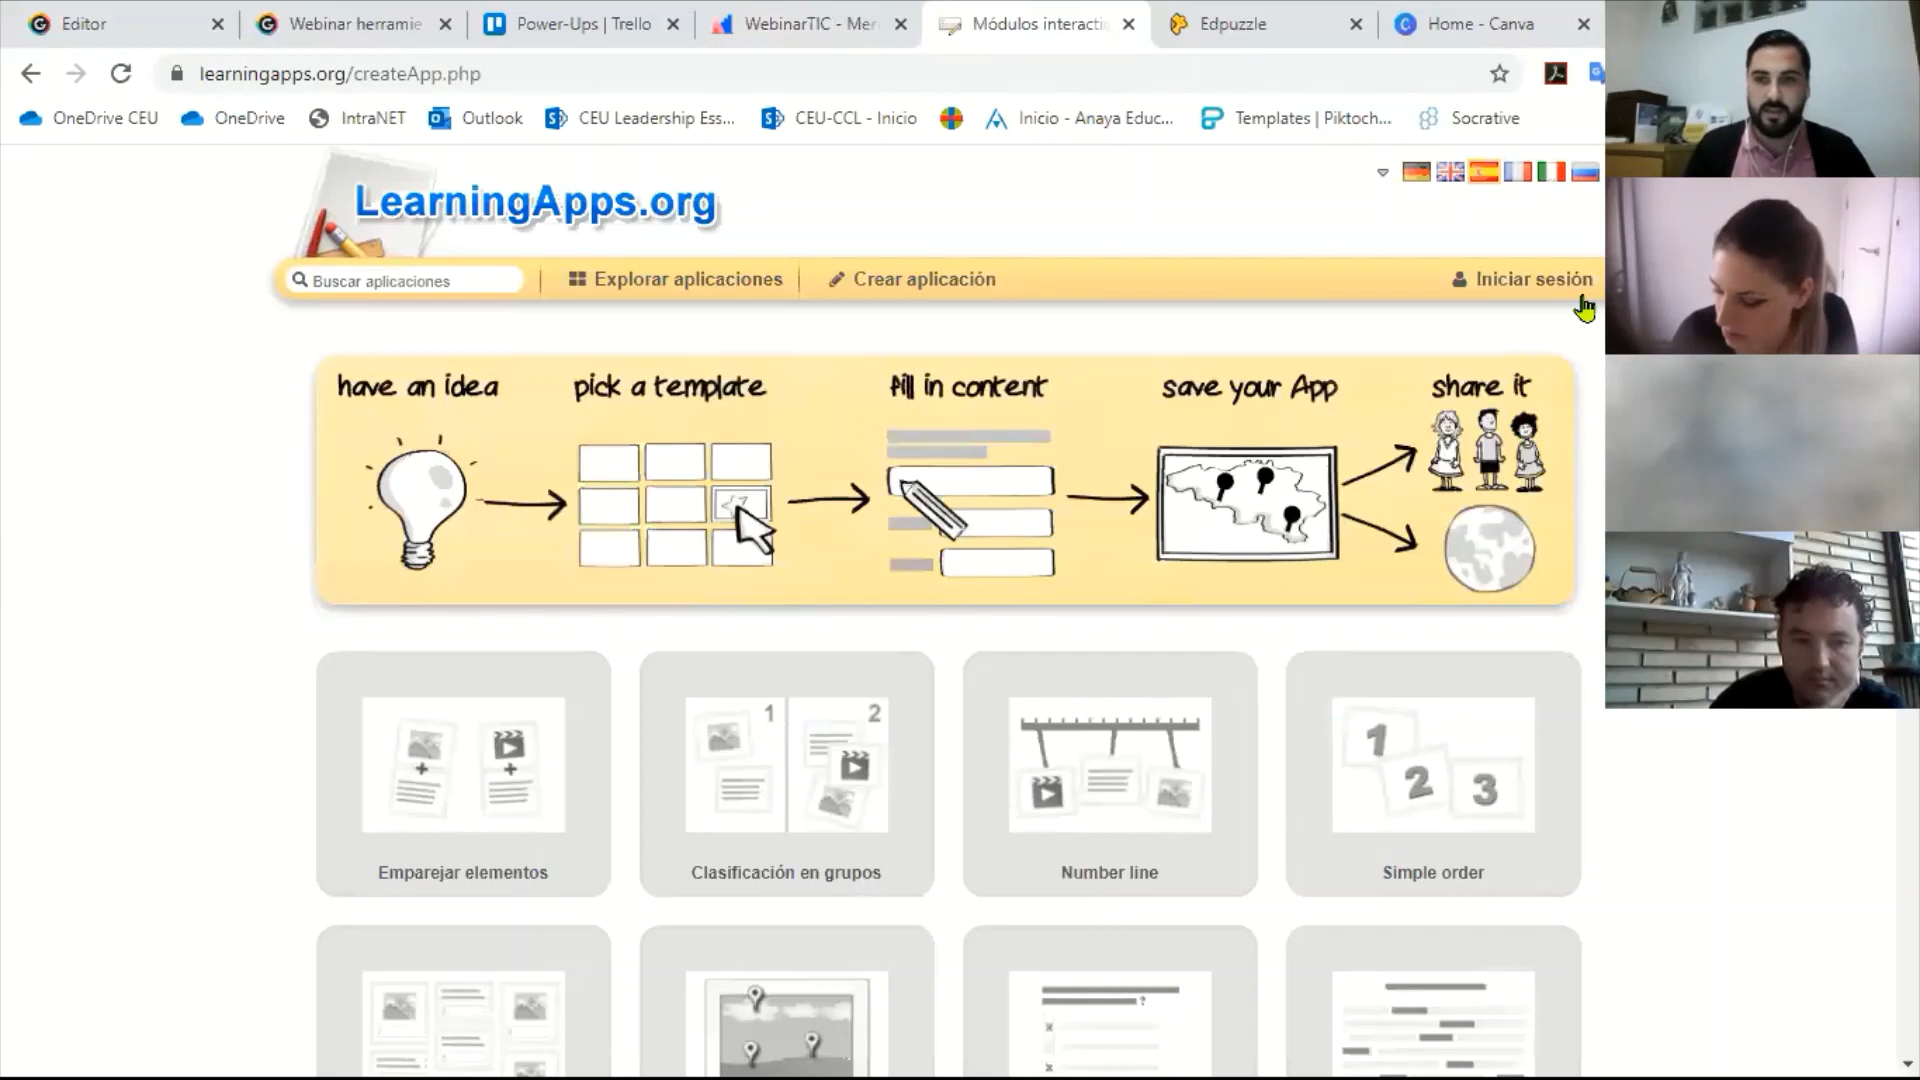 Editor
Webinar herramie
Power-Ups | Trello
WebinarTIC - Mer
Módulos interacti
Edpuzzle
Home - Canva
learningapps.org/createApp.php
OneDrive CEU
OneDrive
IntraNET
Outlook
CEU Leadership Ess...
CEU-CCL - Inicio
Inicio - Anaya Educ...
Templates | Piktoch...
Socrative
LearningApps.org
Buscar aplicaciones
Explorar aplicaciones
Crear aplicación
Iniciar sesión
have an idea
pick a template
fill in content
save your App
share it
1
2
1
2
3
Emparejar elementos
Clasificación en grupos
Number line
Simple order
?